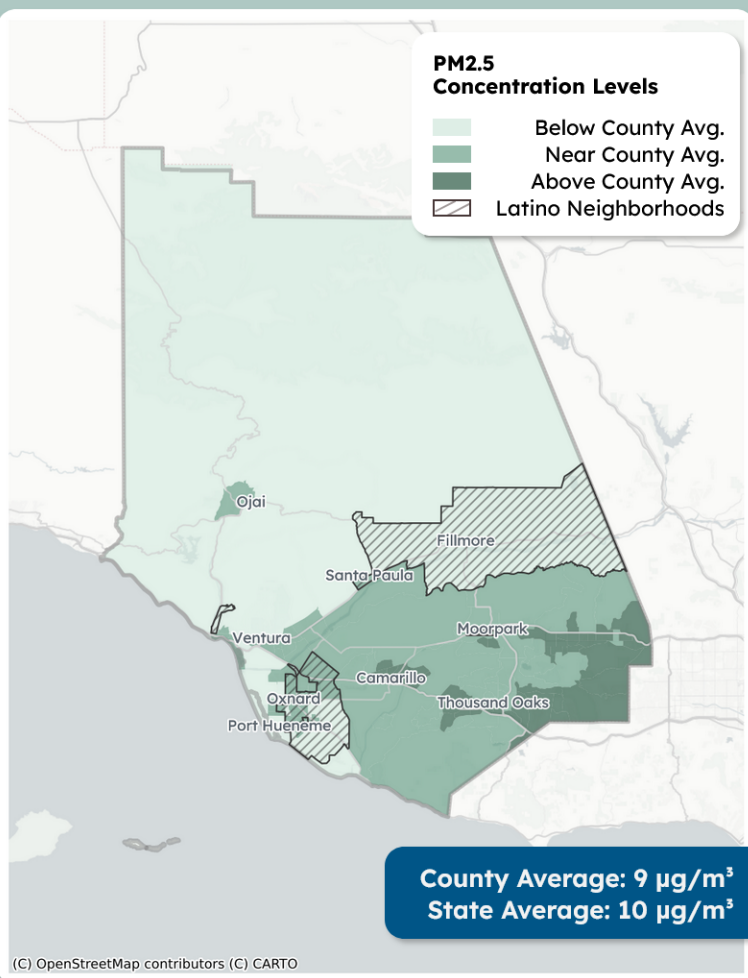 PM2.5
Concentration Levels
Below County Avg.
Near County Avg.
Above County Avg.
Latino Neighborhoods
Ojai
Fillmore
Santa Paula
Moorpark
Ventura
Camarillo
Oxnard
Thousand Oaks
Port Hueneme
County Average: 9 µg/m³
State Average: 10 µg/m³
(C) OpenStreetMap contributors (C) CARTO